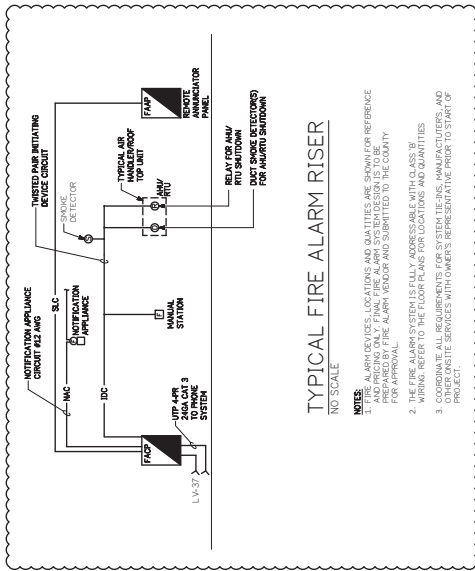 NOTIFICATION APPLIANCE
CIRCUIT #12 AWG
TWISTED PAIR INITIATING
DEVICE CIRCUIT
SLC
NAC
IDC
NOTIFICATION
APPLIANCE
SMOKE
DETECTOR
S
TYPICAL AIR
HANDLER/ROOF
TOP UNIT
AHU/
RTU
R
FACP
FAAP
REMOTE
ANNUNCIATOR
PANEL
F
MANUAL
STATION
UTP 4-PR
24GA CAT 3
TO PHONE
SYSTEM
LV-37
RELAY FOR AHU/
RTU SHUTDOWN
DUCT SMOKE DETECTOR(S)
FOR AHU/RTU SHUTDOWN
TYPICAL FIRE ALARM RISER
NO SCALE
NOTES:
1. FIRE ALARM DEVICES, LOCATIONS AND QUATITIES ARE SHOWN FOR REFERENCE
AND PRICING ONLY. FINAL FIRE ALARM SYSTEM DESIGN IS TO BE
PREPARED BY FIRE ALARM VENDOR AND SUBMITTED TO THE COUNTY
FOR APPROVAL.
2. THE FIRE ALARM SYSTEM IS FULLY ADDRESSABLE WITH CLASS 'B'
WIRING. REFER TO THE FLOOR PLANS FOR LOCATIONS AND QUANTITIES
3. COORDINATE ALL REQUIREMENTS FOR SYSTEM TIE-INS, MANUFACTUTER'S, AND
OTHER ONSITE SERVICES WITH OWNER'S REPRESENTATIVE PRIOR TO START OF
PROJECT.